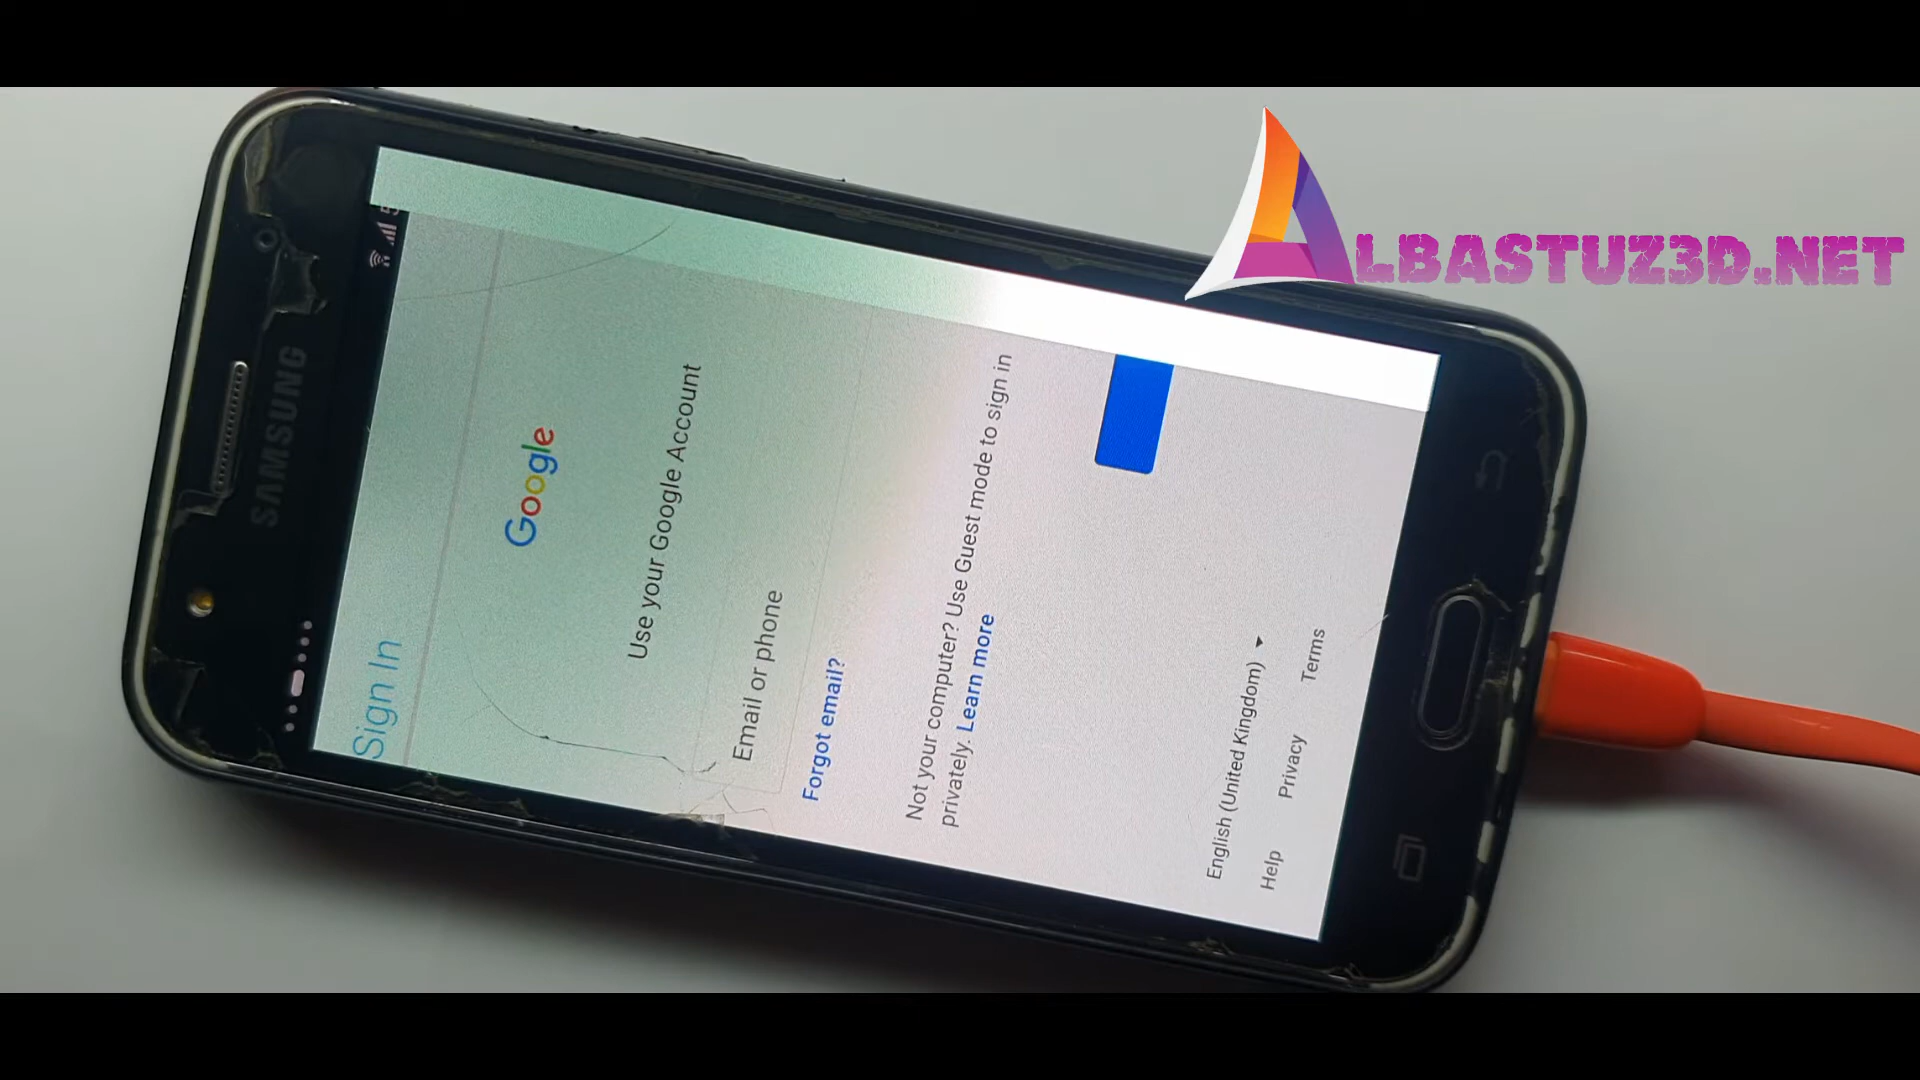 ALBASTUZ3D.NET
SAMSUNG
Sign In
Google
Use your Google Account
Email or phone
Forgot email?
Not your computer? Use Guest mode to sign in
privately. Learn more
English (United Kingdom)
Help Privacy Terms